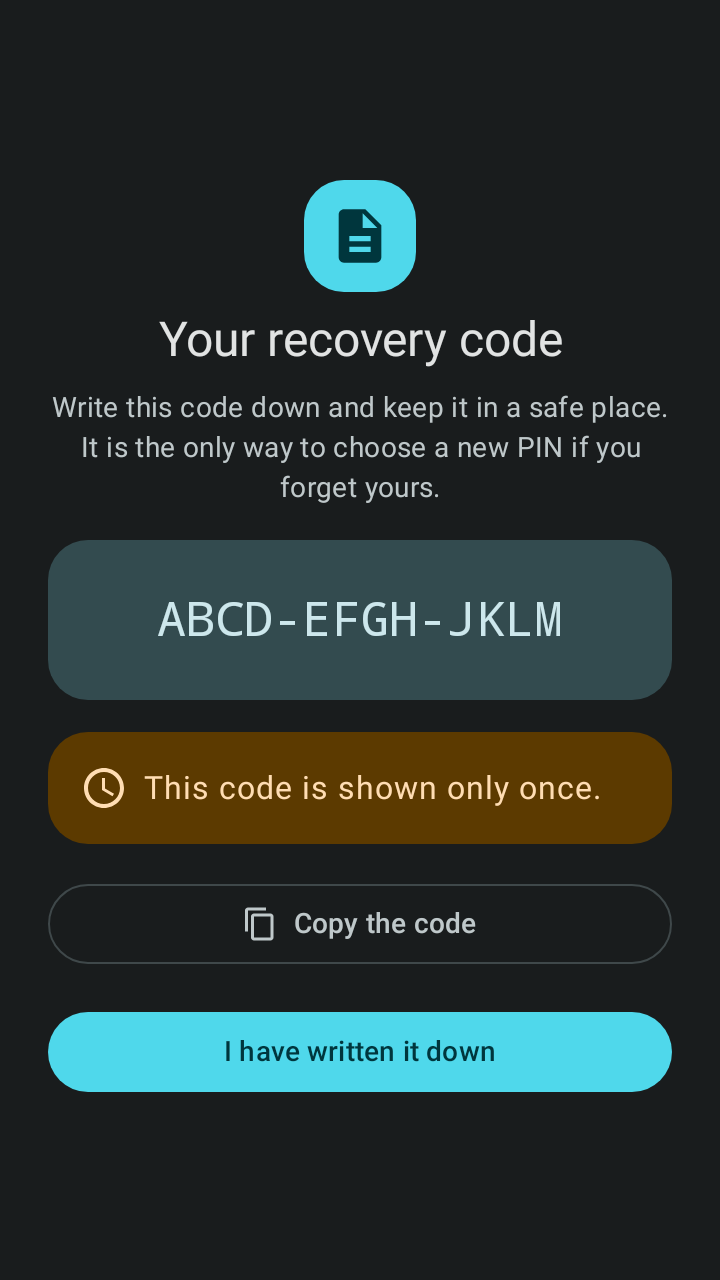 Your recovery code
Write this code down and keep it in a safe place.
It is the only way to choose a new PIN if you
forget yours.
ABCD-EFGH-JKLM
This code is shown only once.
Copy the code
I have written it down